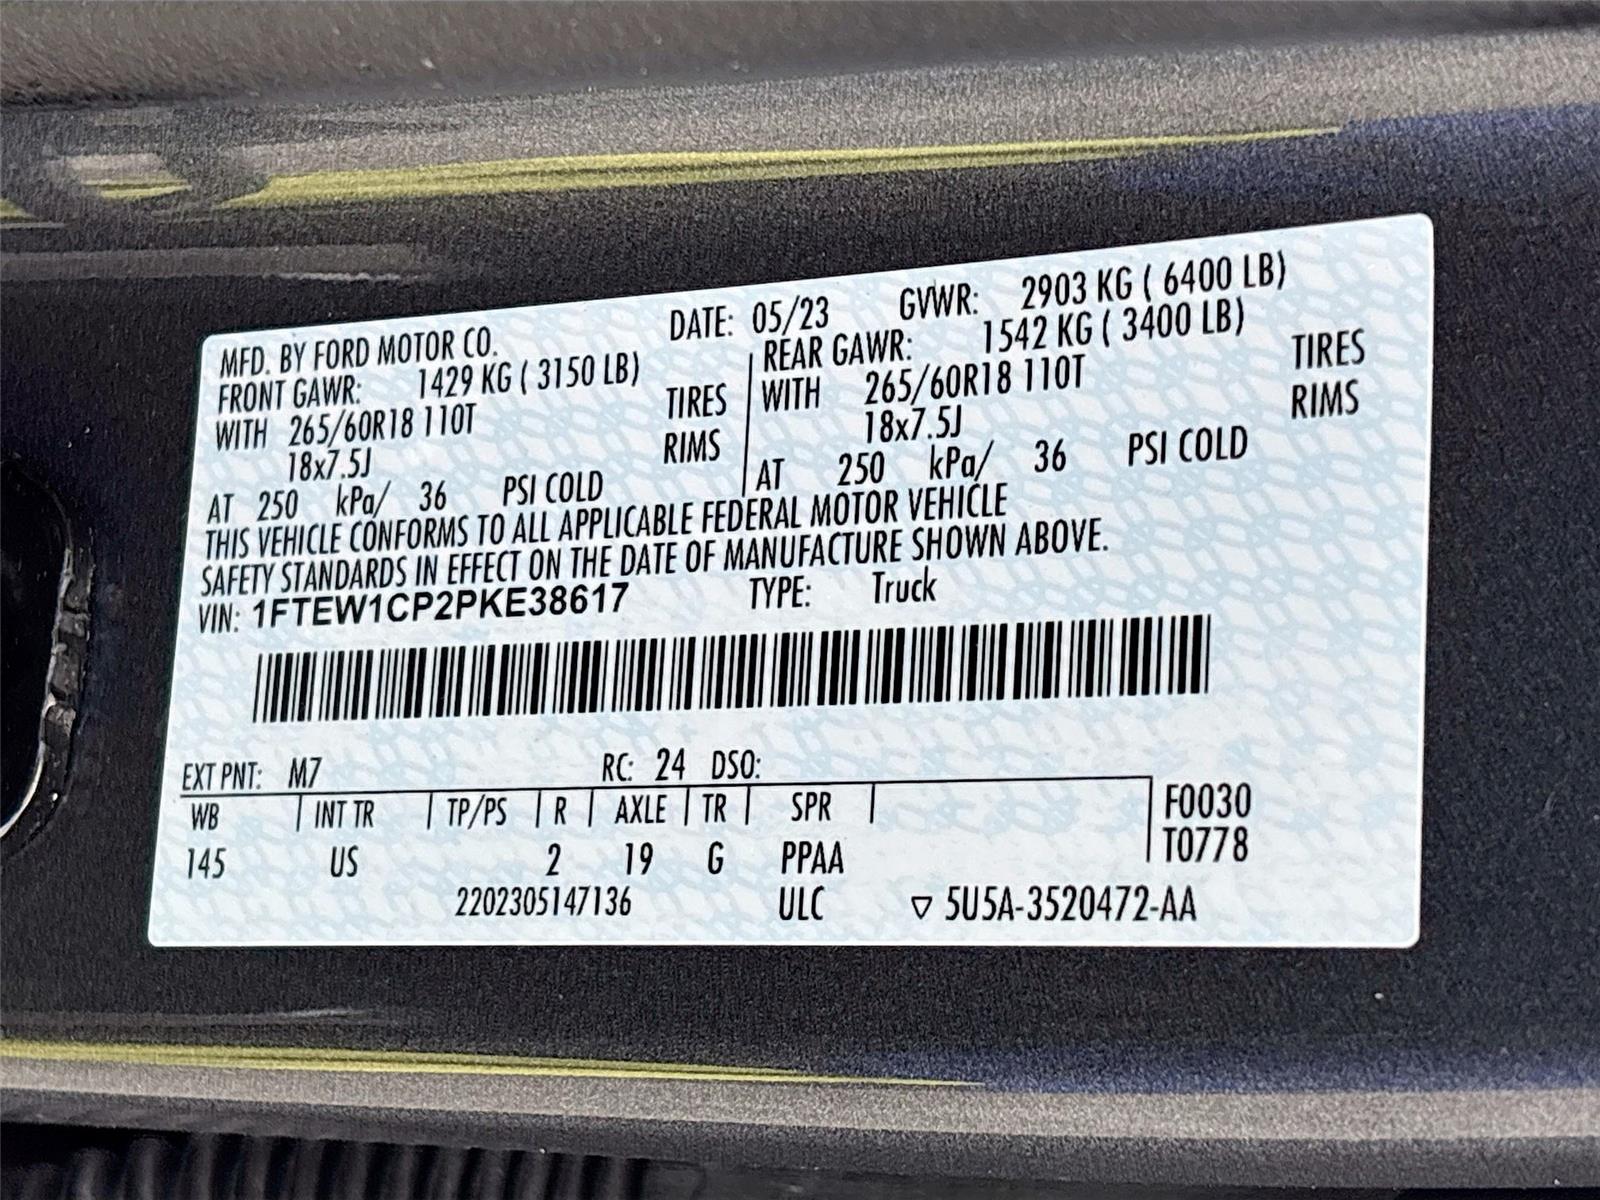 MFD. BY FORD MOTOR CO. DATE: 05/23 GVWR: 2903 KG ( 6400 LB)
FRONT GAWR: 1429 KG ( 3150 LB) REAR GAWR: 1542 KG ( 3400 LB)
WITH 265/60R18 110T TIRES WITH 265/60R18 110T TIRES
18x7.5J RIMS 18x7.5J RIMS
AT 250 kPa/ 36 PSI COLD AT 250 kPa/ 36 PSI COLD
THIS VEHICLE CONFORMS TO ALL APPLICABLE FEDERAL MOTOR VEHICLE
SAFETY STANDARDS IN EFFECT ON THE DATE OF MANUFACTURE SHOWN ABOVE.
VIN: 1FTEW1CP2PKE38617 TYPE: Truck
EXT PNT: M7 RC: 24 DSO:
WB INT TR TP/PS R AXLE TR SPR F0030
145 US 2 19 G PPAA T0778
2202305147136 ULC ▽ 5U5A-3520472-AA